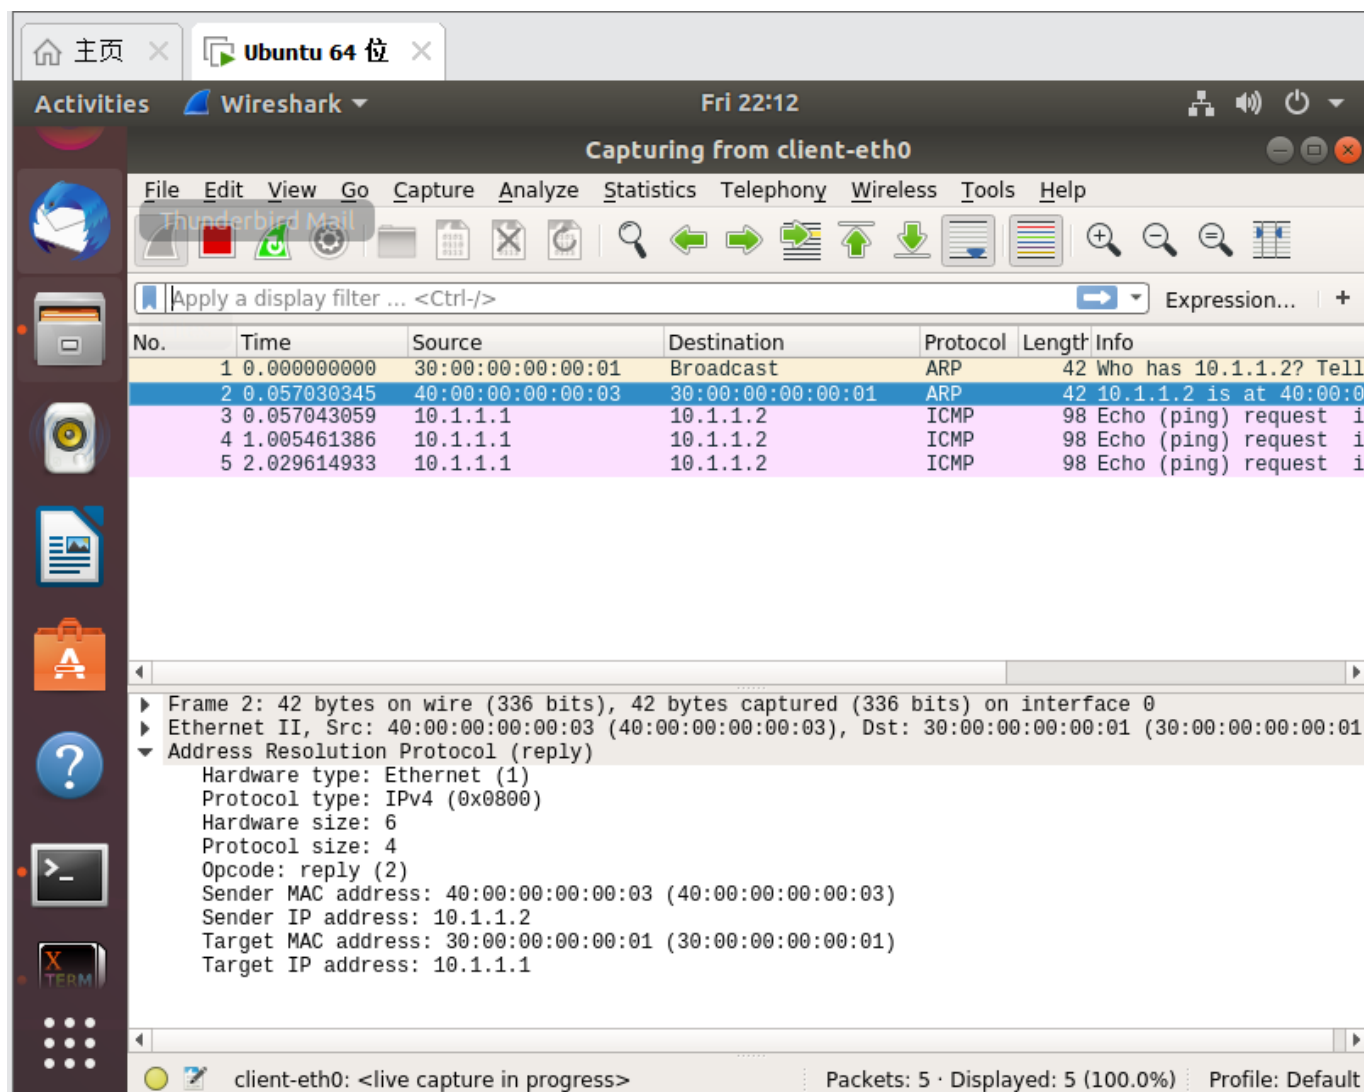 主页
Ubuntu 64 位
Activities Wireshark Fri 22:12
Capturing from client-eth0
File Edit View Go Capture Analyze Statistics Telephony Wireless Tools Help
Thunderbird Mail
Apply a display filter ... <Ctrl-/> Expression... +
No. Time Source Destination Protocol Length Info
1 0.000000000 30:00:00:00:00:01 Broadcast ARP 42 Who has 10.1.1.2? Tell
2 0.057030345 40:00:00:00:00:03 30:00:00:00:00:01 ARP 42 10.1.1.2 is at 40:00:0
3 0.057043059 10.1.1.1 10.1.1.2 ICMP 98 Echo (ping) request i
4 1.005461386 10.1.1.1 10.1.1.2 ICMP 98 Echo (ping) request i
5 2.029614933 10.1.1.1 10.1.1.2 ICMP 98 Echo (ping) request i
Frame 2: 42 bytes on wire (336 bits), 42 bytes captured (336 bits) on interface 0
Ethernet II, Src: 40:00:00:00:00:03 (40:00:00:00:00:03), Dst: 30:00:00:00:00:01 (30:00:00:00:00:01
Address Resolution Protocol (reply)
Hardware type: Ethernet (1)
Protocol type: IPv4 (0x0800)
Hardware size: 6
Protocol size: 4
Opcode: reply (2)
Sender MAC address: 40:00:00:00:00:03 (40:00:00:00:00:03)
Sender IP address: 10.1.1.2
Target MAC address: 30:00:00:00:00:01 (30:00:00:00:00:01)
Target IP address: 10.1.1.1
X
TERM
client-eth0: <live capture in progress> Packets: 5 · Displayed: 5 (100.0%) Profile: Default